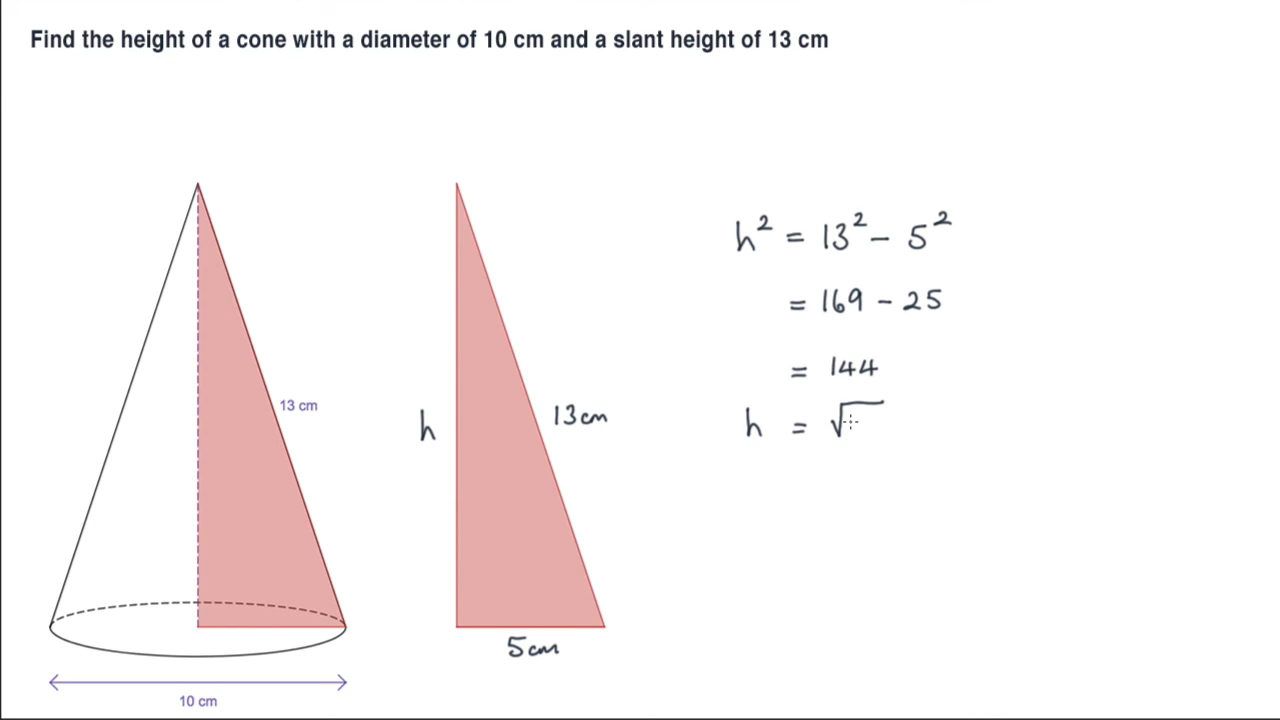 Find the height of a cone with a diameter of 10 cm and a slant height of 13 cm
13 cm
10 cm
h
13cm
5cm
h² = 13² - 5²
= 169 - 25
= 144
h = √